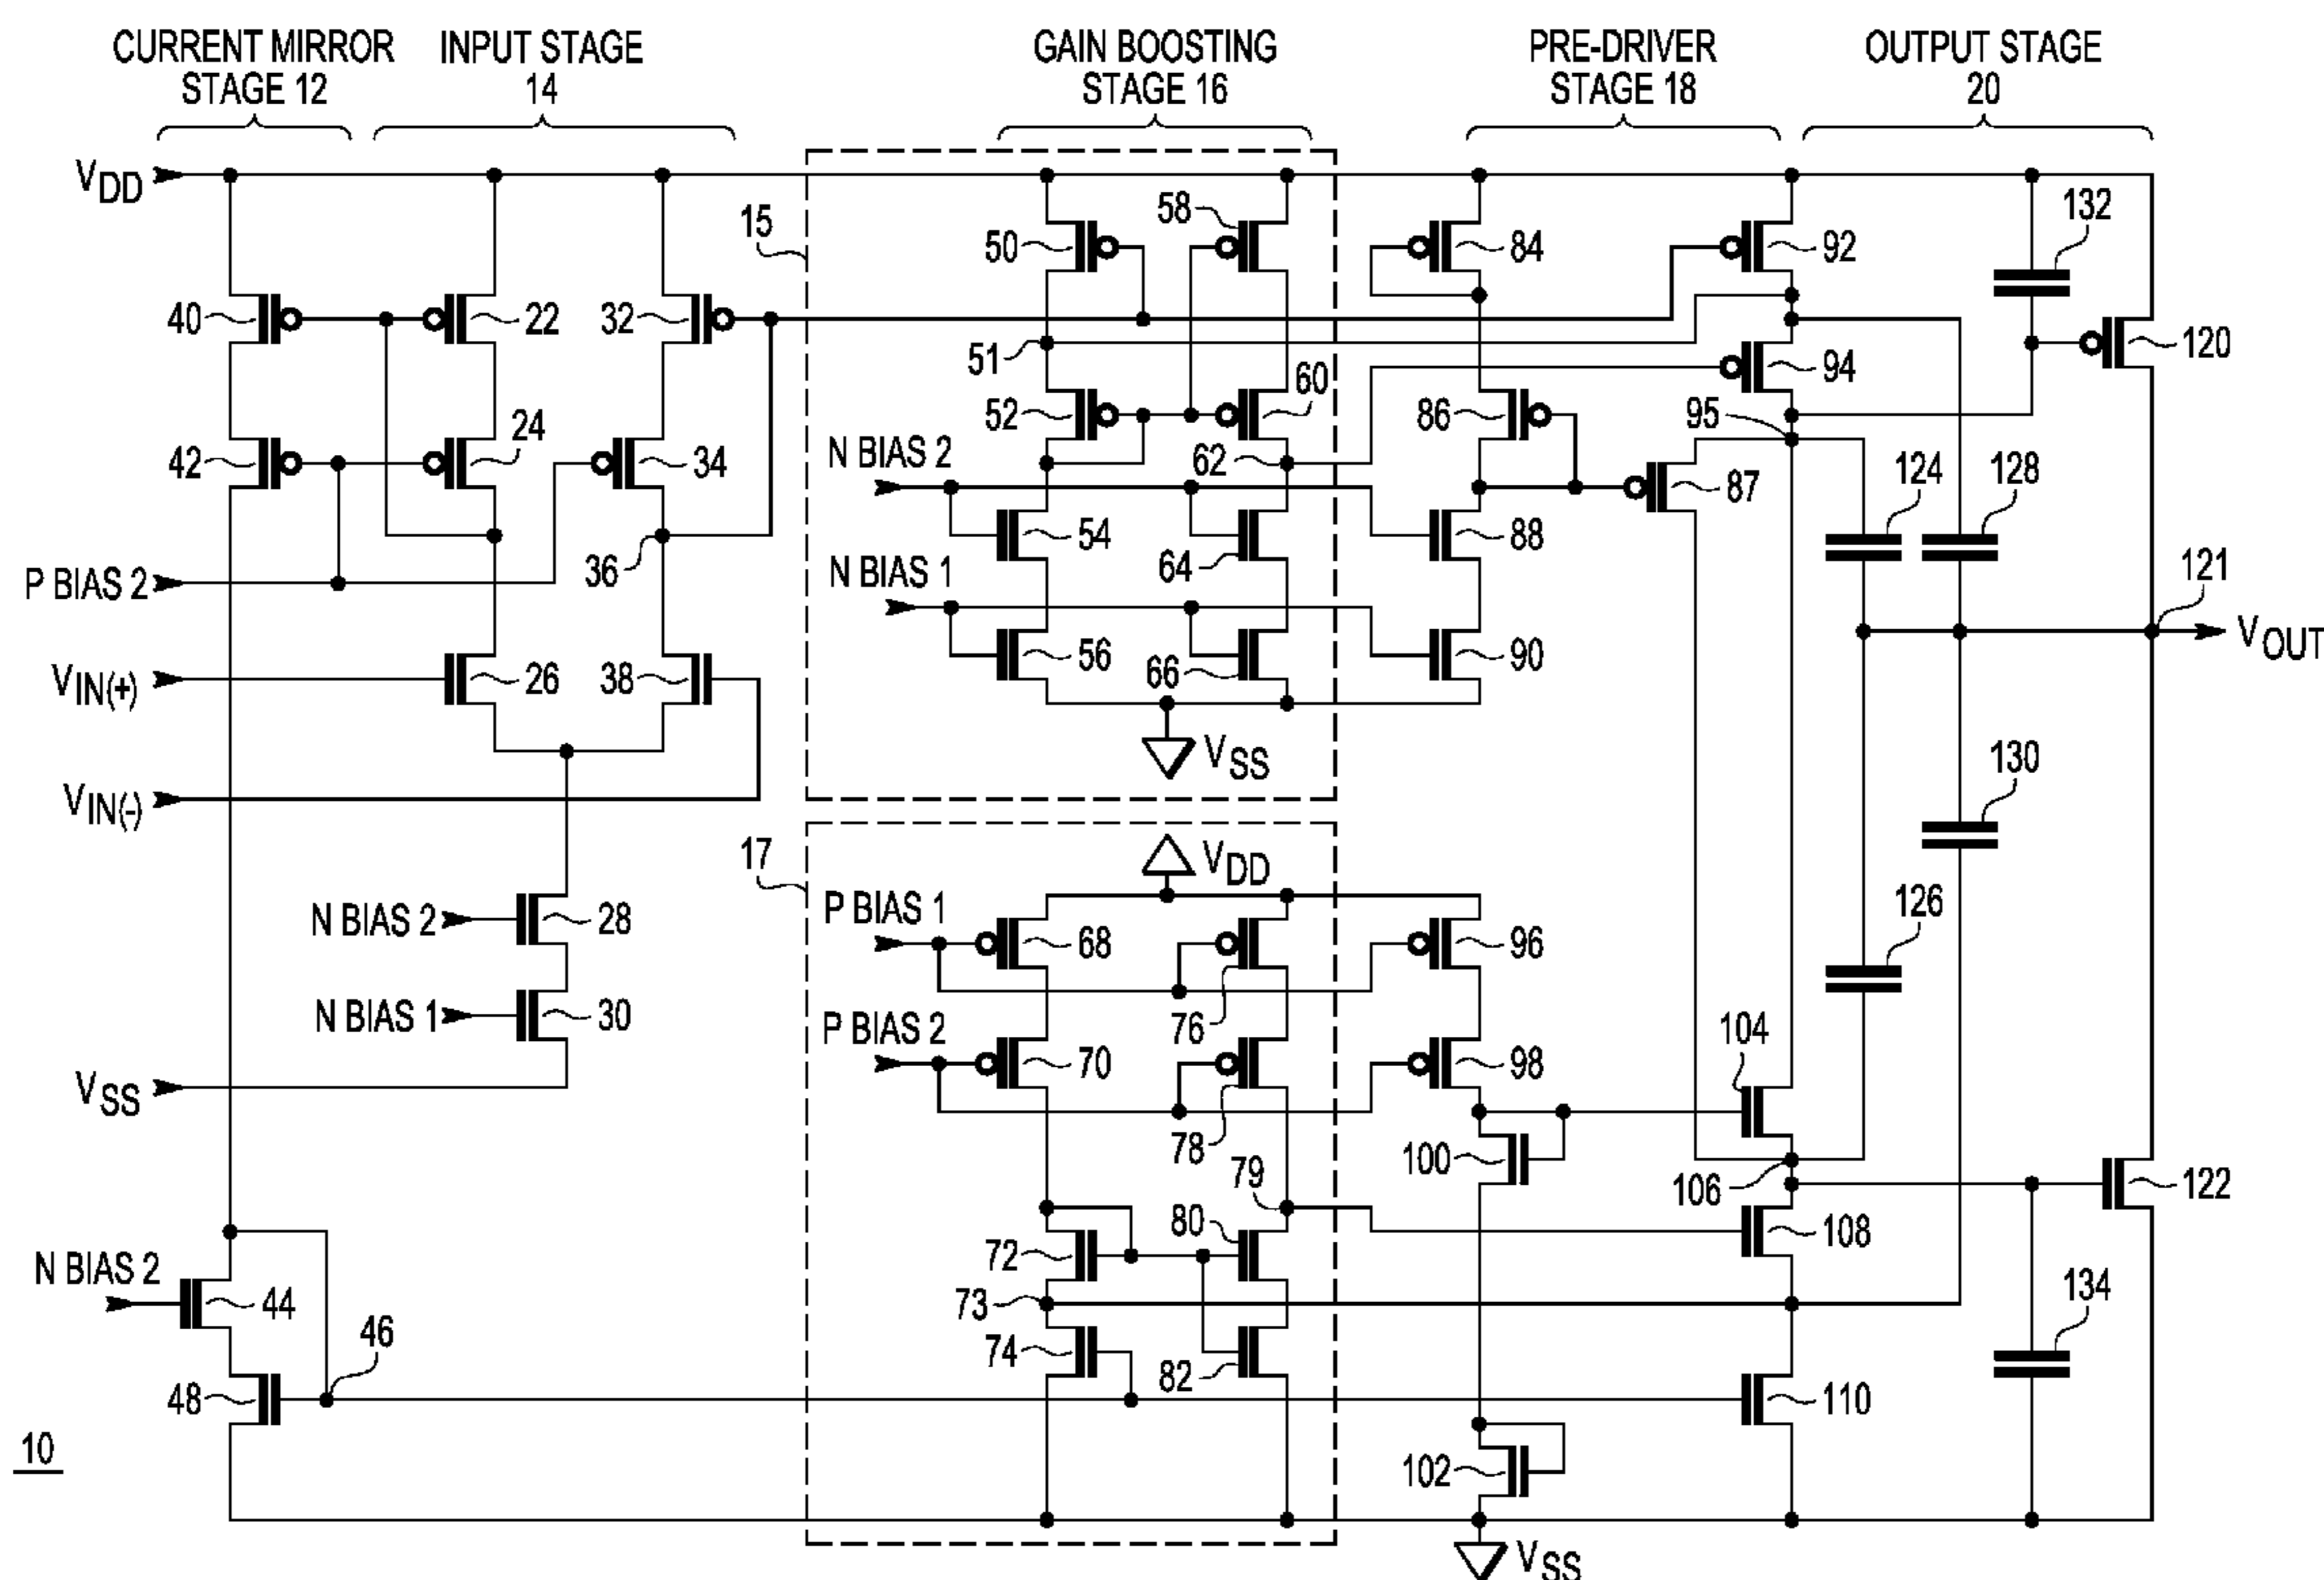 CURRENT MIRROR
STAGE 12
INPUT STAGE
14
GAIN BOOSTING
STAGE 16
PRE-DRIVER
STAGE 18
OUTPUT STAGE
20
VDD
15
58
50
84
92
132
40
22
32
51
120
94
60
24
52
86
95
42
34
N BIAS 2
62
87
124
128
54
88
64
121
P BIAS 2
36
N BIAS 1
VOUT
VIN(+)
26
38
56
66
90
VSS
130
VIN(-)
17
VDD
P BIAS 1
126
N BIAS 2
28
68
96
N BIAS 1
30
P BIAS 2
76
104
70
98
VSS
78
100
79
106
122
80
72
108
N BIAS 2
44
73
134
46
74
82
48
110
10
102
VSS